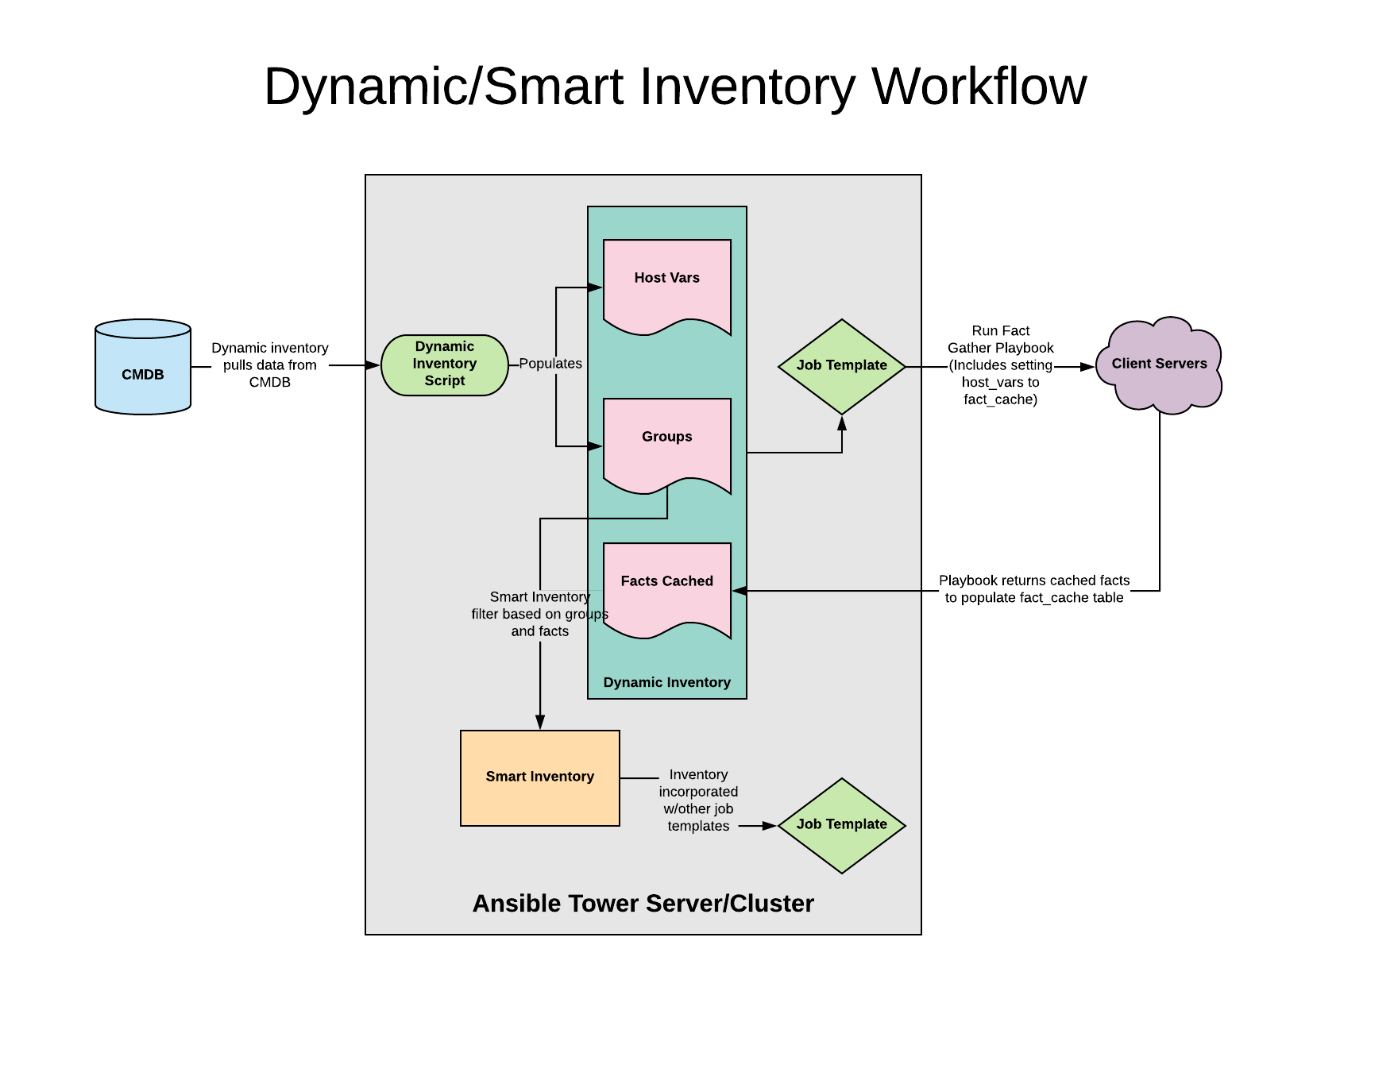 Dynamic/Smart Inventory Workflow
Host Vars
CMDB
Dynamic inventory
pulls data from
CMDB
Dynamic
Inventory
Script
Populates
Groups
Job Template
Run Fact
Gather Playbook
(Includes setting
host_vars to
fact_cache)
Client Servers
Facts Cached
Playbook returns cached facts
to populate fact_cache table
Smart Inventory
filter based on groups
and facts
Dynamic Inventory
Smart Inventory
Inventory
incorporated
w/other job
templates
Job Template
Ansible Tower Server/Cluster